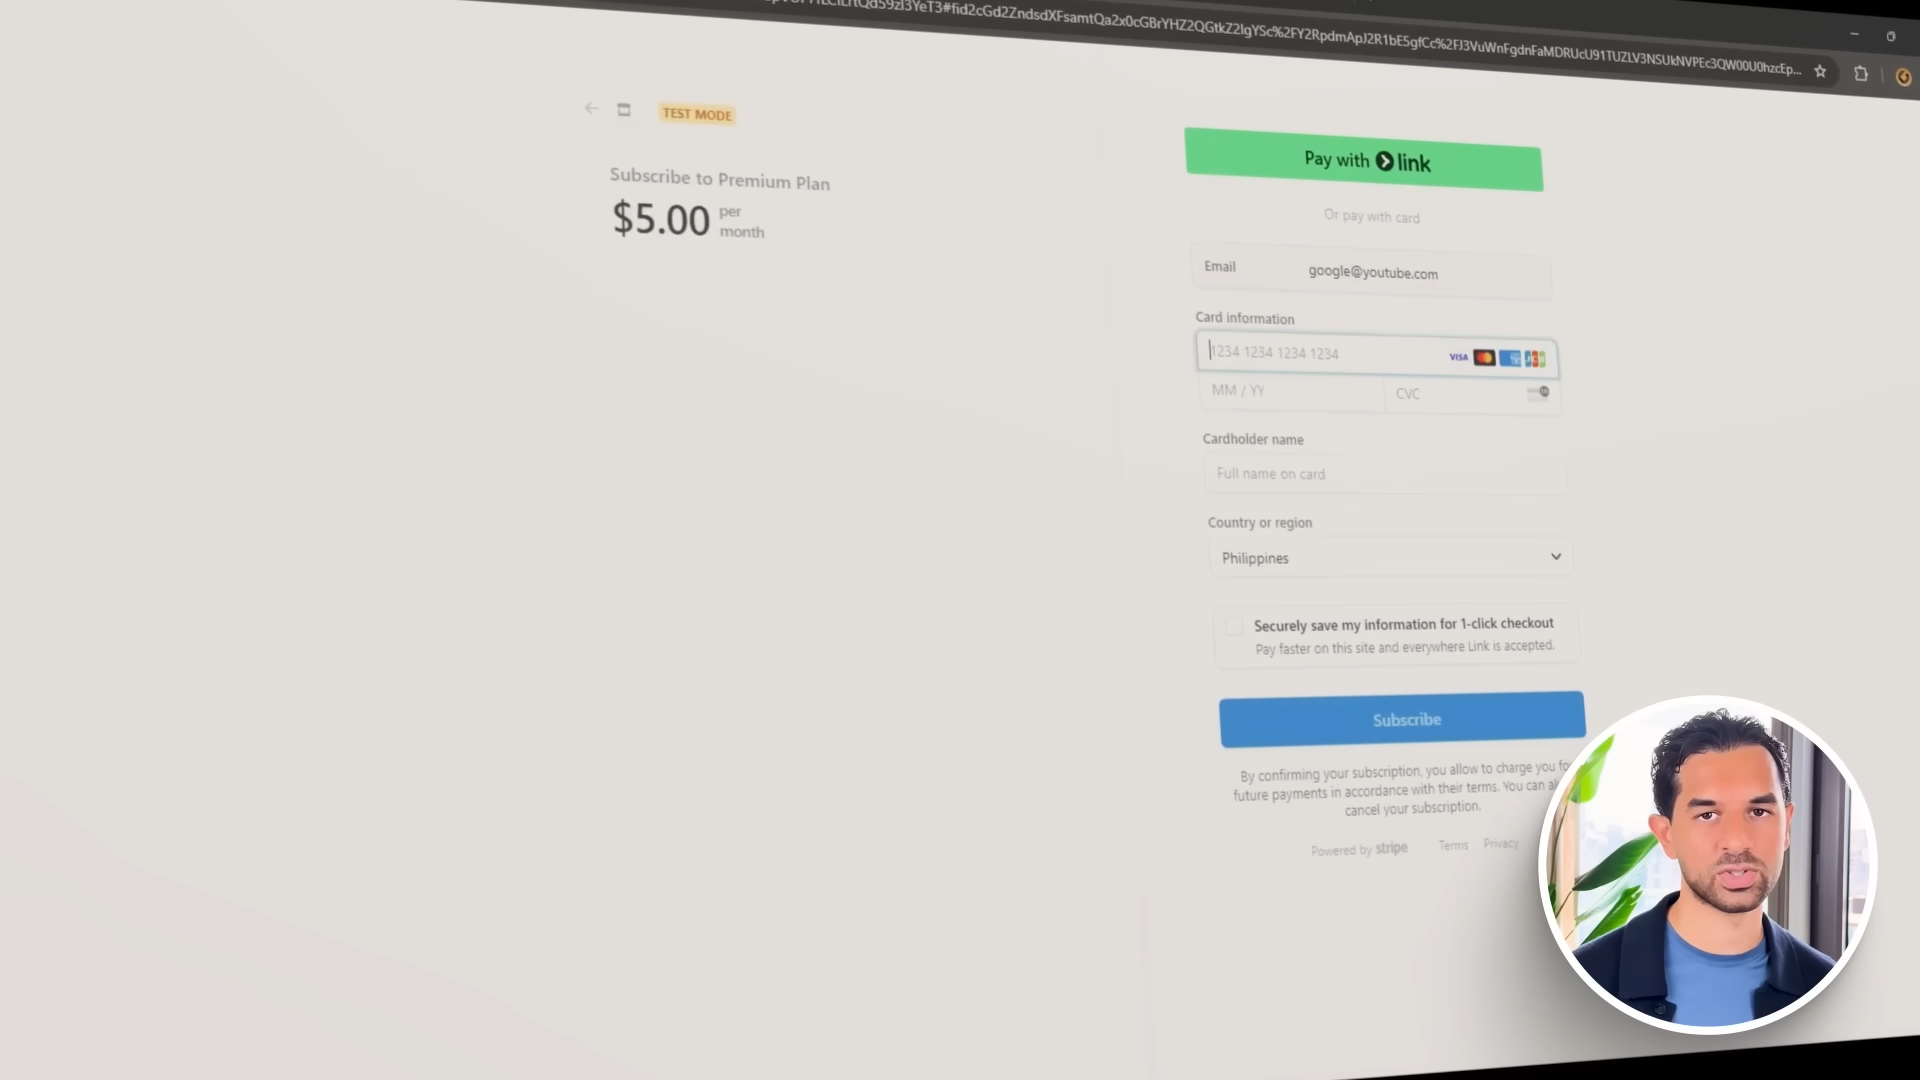 TEST MODE
Subscribe to Premium Plan
$5.00 per
month
Pay with link
Or pay with card
Email google@youtube.com
Card information
1234 1234 1234 1234 VISA
MM / YY CVC
Cardholder name
Full name on card
Country or region
Philippines
Securely save my information for 1-click checkout
Pay faster on this site and everywhere Link is accepted.
Subscribe
By confirming your subscription, you allow to charge you
future payments in accordance with their terms. You can
cancel your subscription.
Powered by stripe Terms Privacy